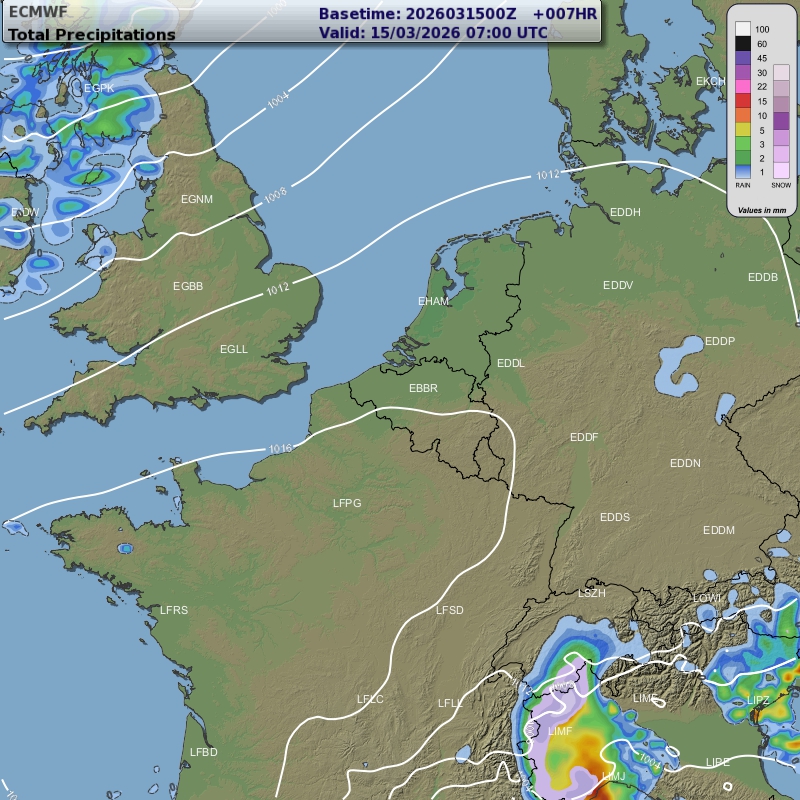 ECMWF
Basetime: 2026031500Z +007HR
Total Precipitations
Valid: 15/03/2026 07:00 UTC
1000
100
60
45
30
22
15
10
5
3
2
1
RAIN
SNOW
Values in mm
EGPK
EKCH
1004
1012
1008
EGNM
EDDH
EGBB
1012
EDDV
EDDB
EHAM
EGLL
EDDP
EDDL
EBBR
EDDF
1016
EDDN
LFPG
EDDS
EDDM
LSZH
LOWI
LFRS
LFSD
LFLC
LFLL
LIPZ
LIMF
LFBD
1004
LIPE
LIMJ